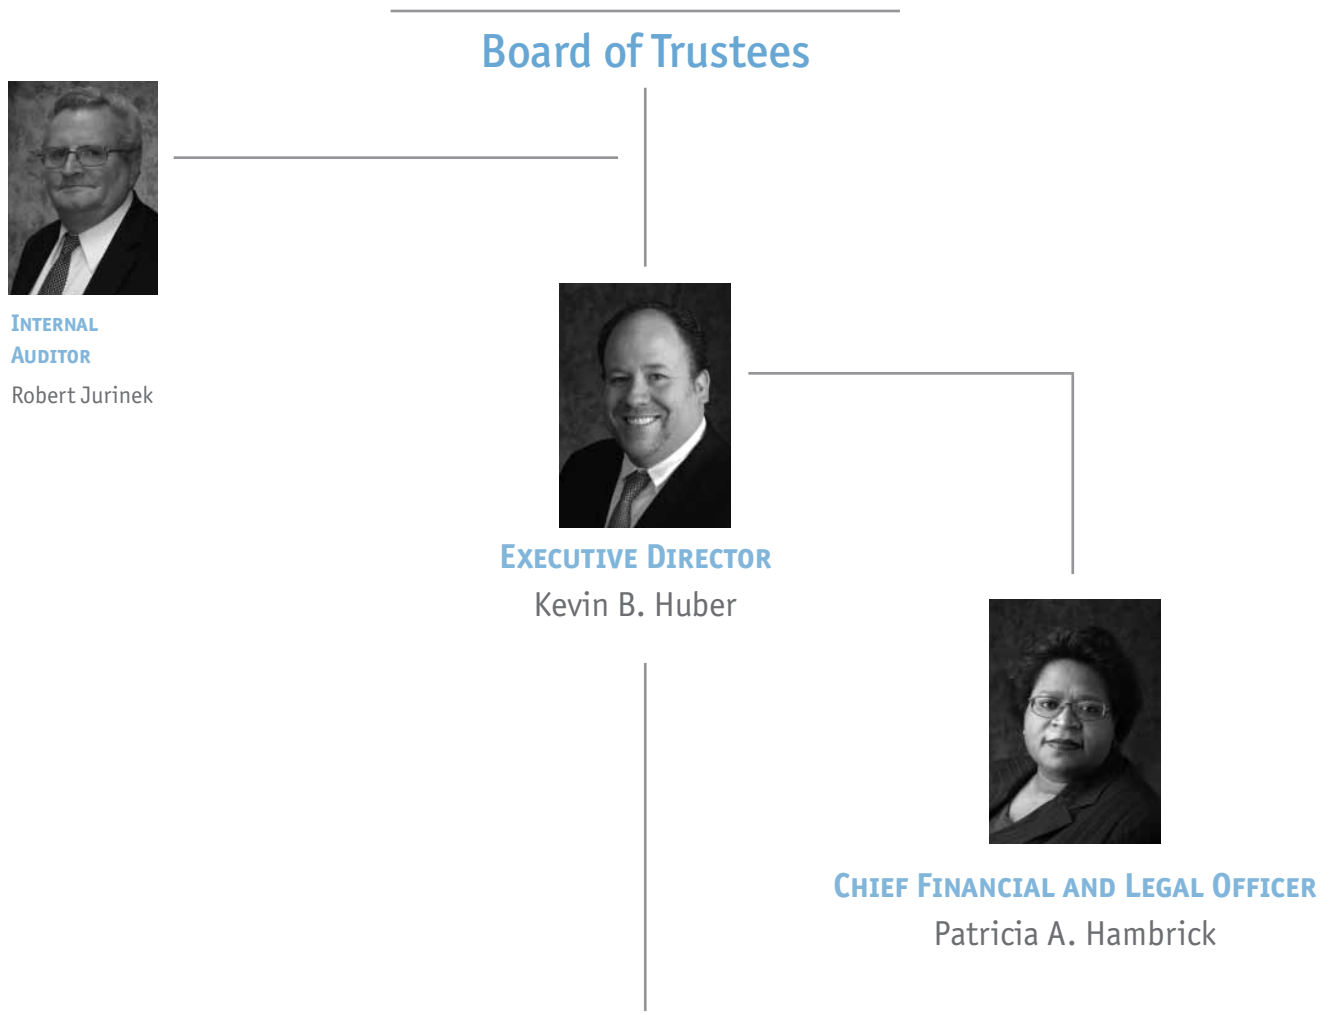 Board of Trustees
INTERNAL
AUDITOR
Robert Jurinek
EXECUTIVE DIRECTOR
Kevin B. Huber
CHIEF FINANCIAL AND LEGAL OFFICER
Patricia A. Hambrick